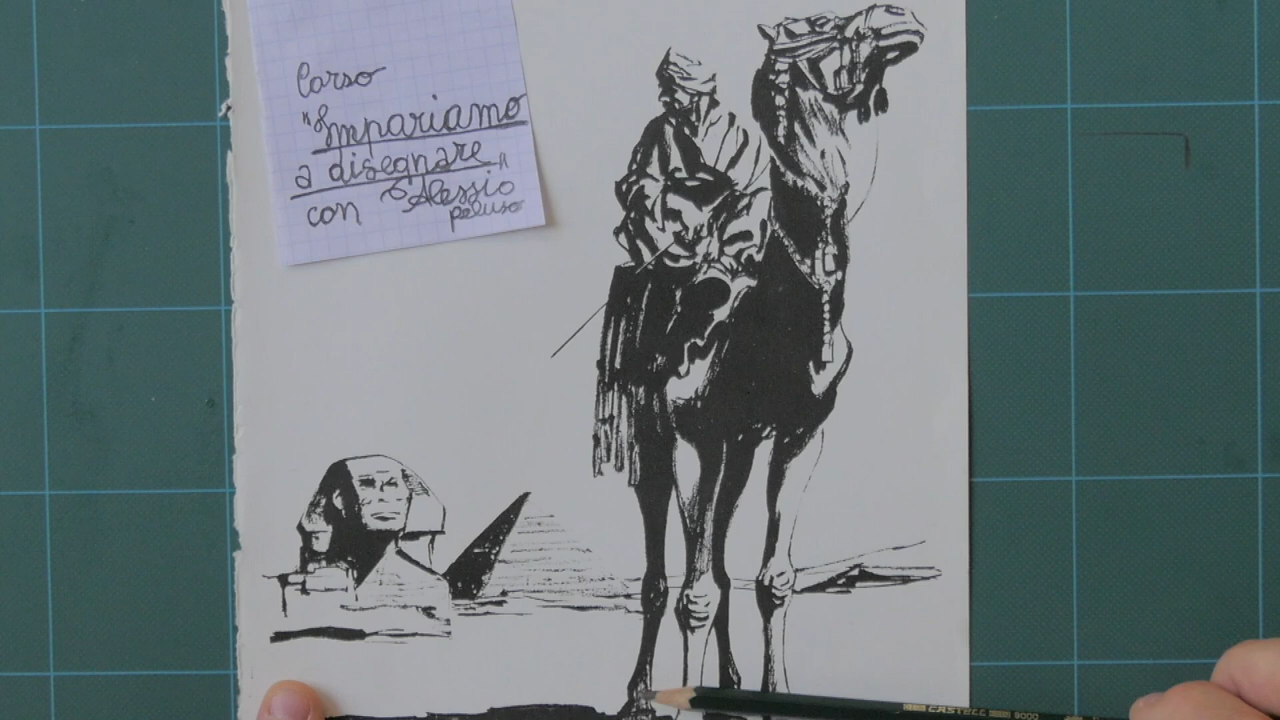 Corso
"Impariamo
a disegnare"
con Alessio
peluso
CASTELL 9000